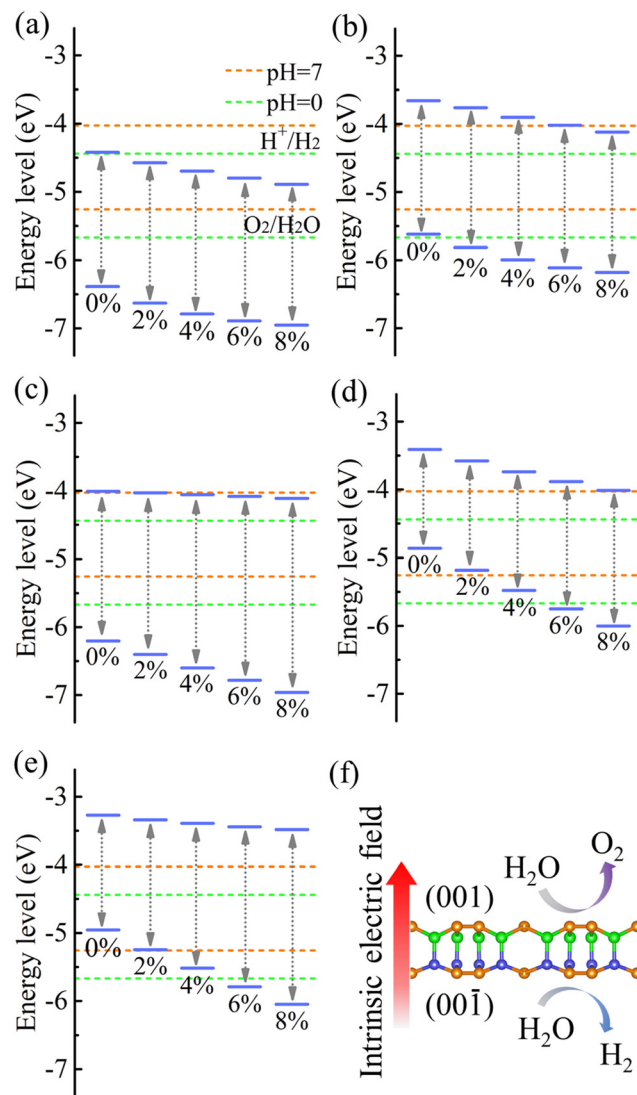 (a)
Energy level (eV)
-3
-4
-5
-6
-7
pH=7
pH=0
H⁺/H₂
O₂/H₂O
0%
2%
4%
6%
8%
(b)
Energy level (eV)
-3
-4
-5
-6
-7
0%
2%
4%
6%
8%
(c)
Energy level (eV)
-3
-4
-5
-6
-7
0%
2%
4%
6%
8%
(d)
Energy level (eV)
-3
-4
-5
-6
-7
0%
2%
4%
6%
8%
(e)
Energy level (eV)
-3
-4
-5
-6
-7
0%
2%
4%
6%
8%
(f)
Intrinsic electric field
O₂
H₂O
(001)
(001̄)
H₂O
H₂